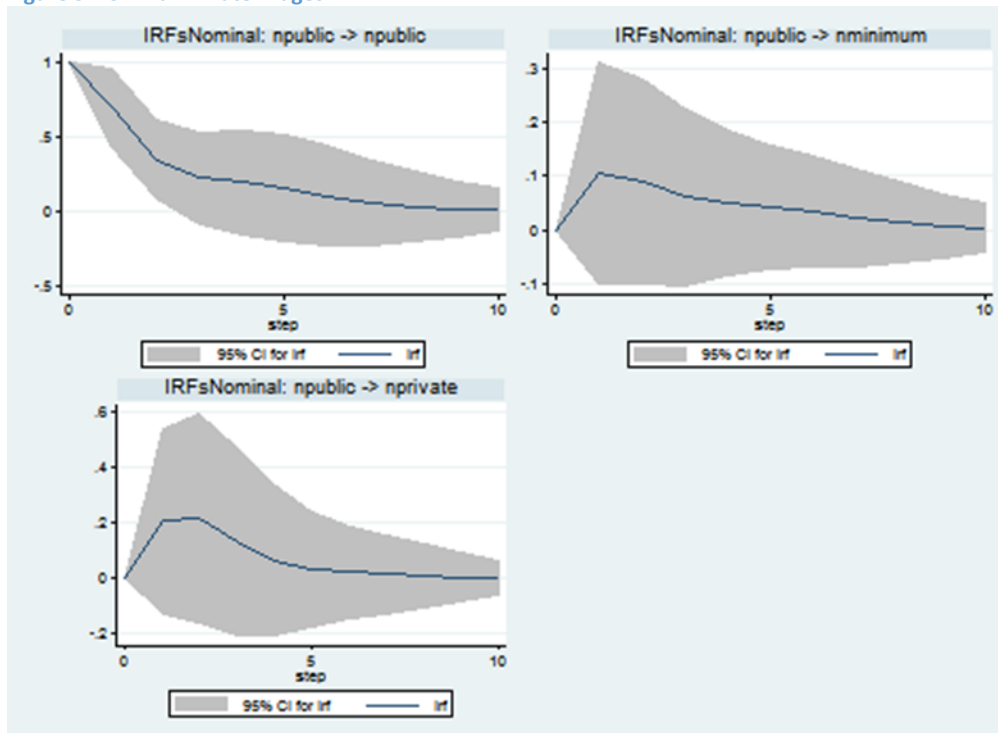 IRFsNominal: npublic -> npublic
1
.5
0
-.5
0
5
10
step
95% CI for irf
irf
IRFsNominal: npublic -> nminimum
.3
.2
.1
0
-.1
0
5
10
step
95% CI for irf
irf
IRFsNominal: npublic -> nprivate
.6
.4
.2
0
-.2
0
5
10
step
95% CI for irf
irf